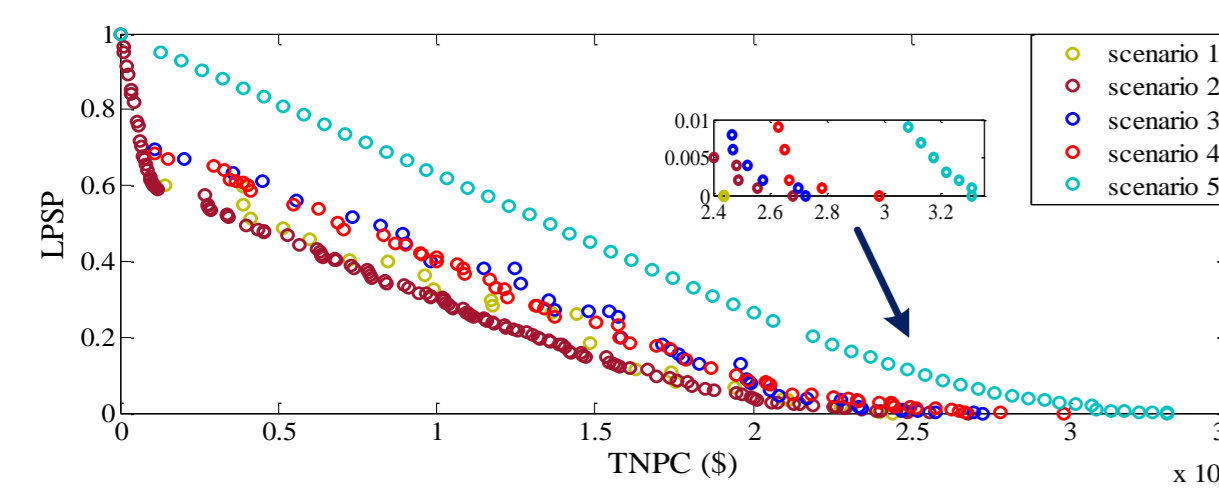 1
0.8
0.6
0.4
0.2
0
LPSP
0.01
0.005
0
2.4 2.6 2.8 3 3.2
scenario 1
scenario 2
scenario 3
scenario 4
scenario 5
0 0.5 1 1.5 2 2.5 3
TNPC ($)
x 10